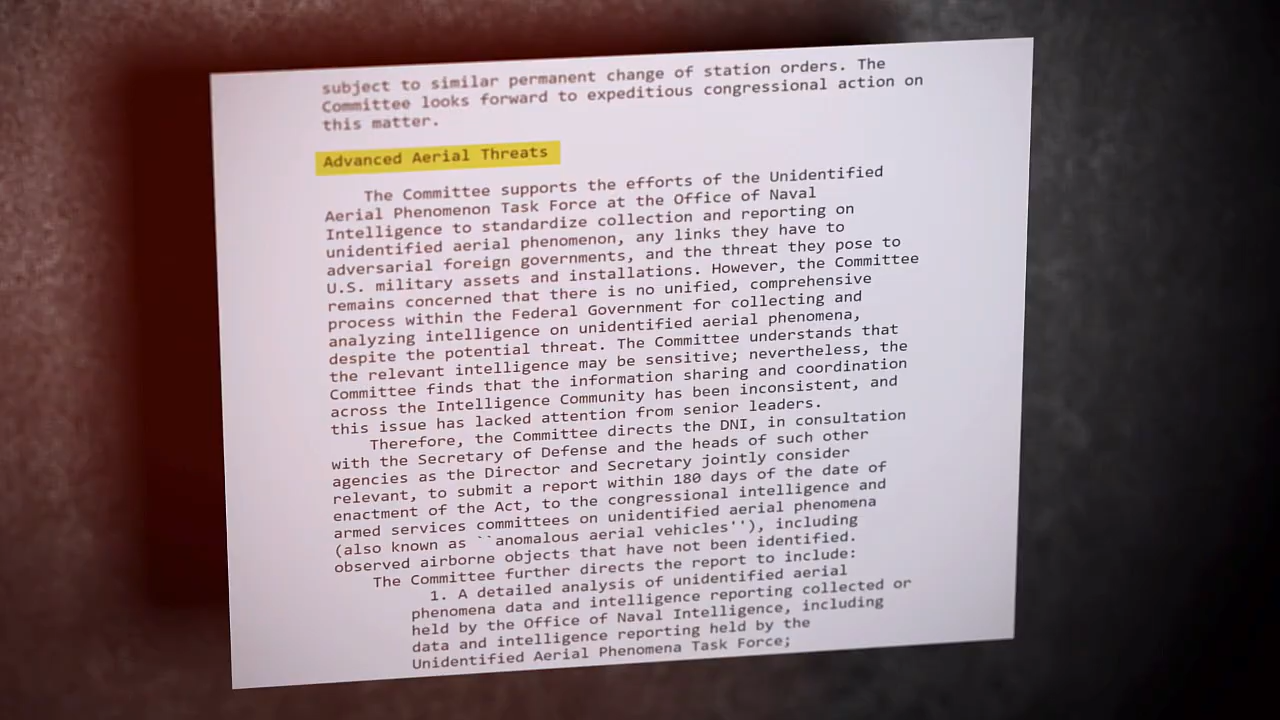 subject to similar permanent change of station orders. The
Committee looks forward to expeditious congressional action on
this matter.
Advanced Aerial Threats
The Committee supports the efforts of the Unidentified
Aerial Phenomenon Task Force at the Office of Naval
Intelligence to standardize collection and reporting on
unidentified aerial phenomenon, any links they have to
adversarial foreign governments, and the threat they pose to
U.S. military assets and installations. However, the Committee
remains concerned that there is no unified, comprehensive
process within the Federal Government for collecting and
analyzing intelligence on unidentified aerial phenomena,
despite the potential threat. The Committee understands that
the relevant intelligence may be sensitive; nevertheless, the
Committee finds that the information sharing and coordination
across the Intelligence Community has been inconsistent, and
this issue has lacked attention from senior leaders.
Therefore, the Committee directs the DNI, in consultation
with the Secretary of Defense and the heads of such other
agencies as the Director and Secretary jointly consider
relevant, to submit a report within 180 days of the date of
enactment of the Act, to the congressional intelligence and
armed services committees on unidentified aerial phenomena
(also known as ``anomalous aerial vehicles''), including
observed airborne objects that have not been identified.
The Committee further directs the report to include:
1. A detailed analysis of unidentified aerial
phenomena data and intelligence reporting collected or
held by the Office of Naval Intelligence, including
data and intelligence reporting held by the
Unidentified Aerial Phenomena Task Force;